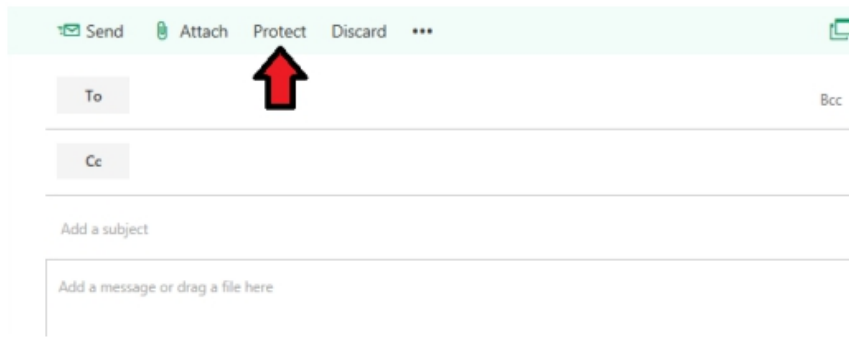 Send Attach Protect Discard •••
To Bcc
Cc
Add a subject
Add a message or drag a file here